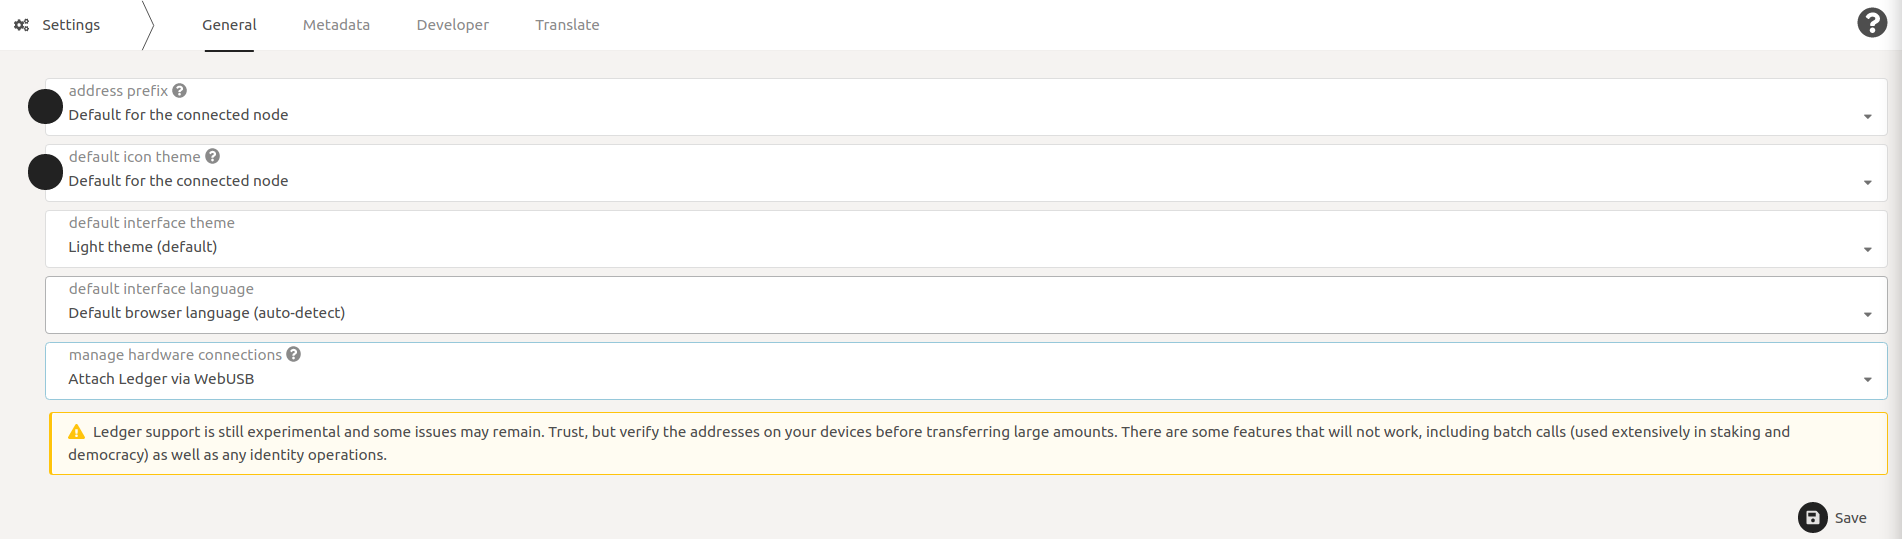 Settings
General
Metadata
Developer
Translate
address prefix
Default for the connected node
default icon theme
Default for the connected node
default interface theme
Light theme (default)
default interface language
Default browser language (auto-detect)
manage hardware connections
Attach Ledger via WebUSB
Ledger support is still experimental and some issues may remain. Trust, but verify the addresses on your devices before transferring large amounts. There are some features that will not work, including batch calls (used extensively in staking and
democracy) as well as any identity operations.
Save